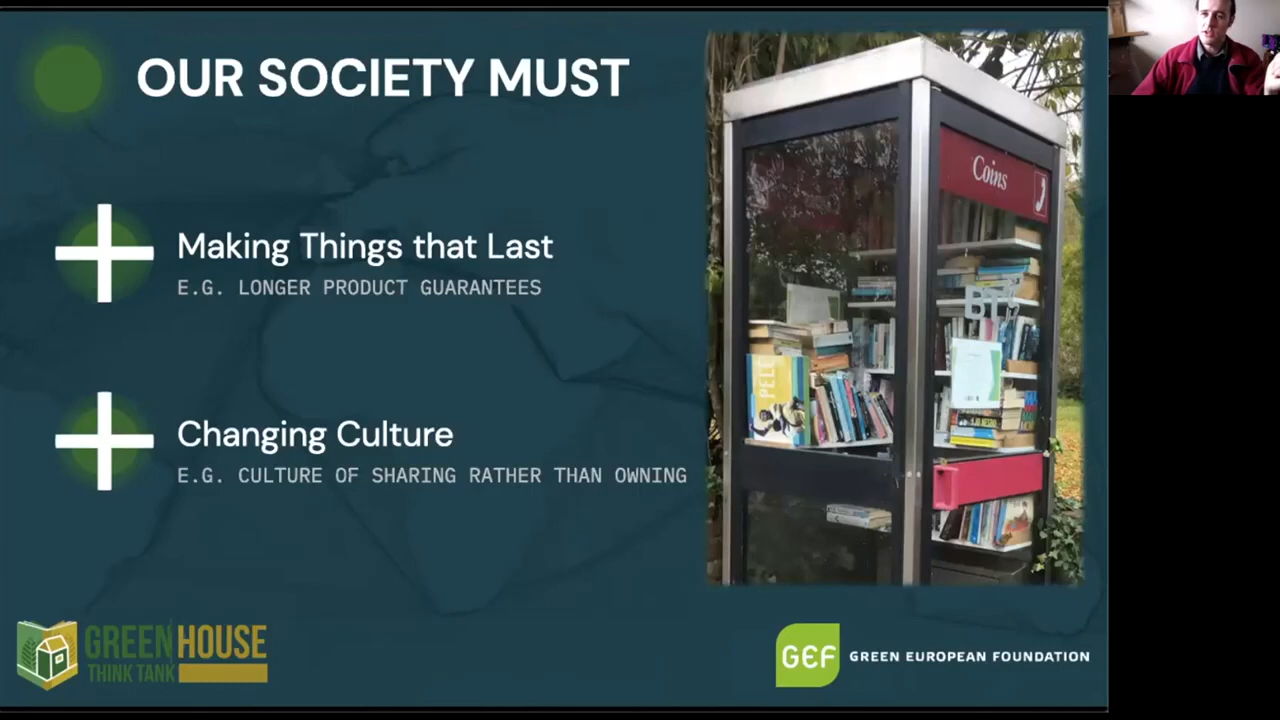 OUR SOCIETY MUST
Making Things that Last
E.G. LONGER PRODUCT GUARANTEES
Changing Culture
E.G. CULTURE OF SHARING RATHER THAN OWNING
Coins
BT
PELÉ
GREEN HOUSE
THINK TANK
GEF GREEN EUROPEAN FOUNDATION